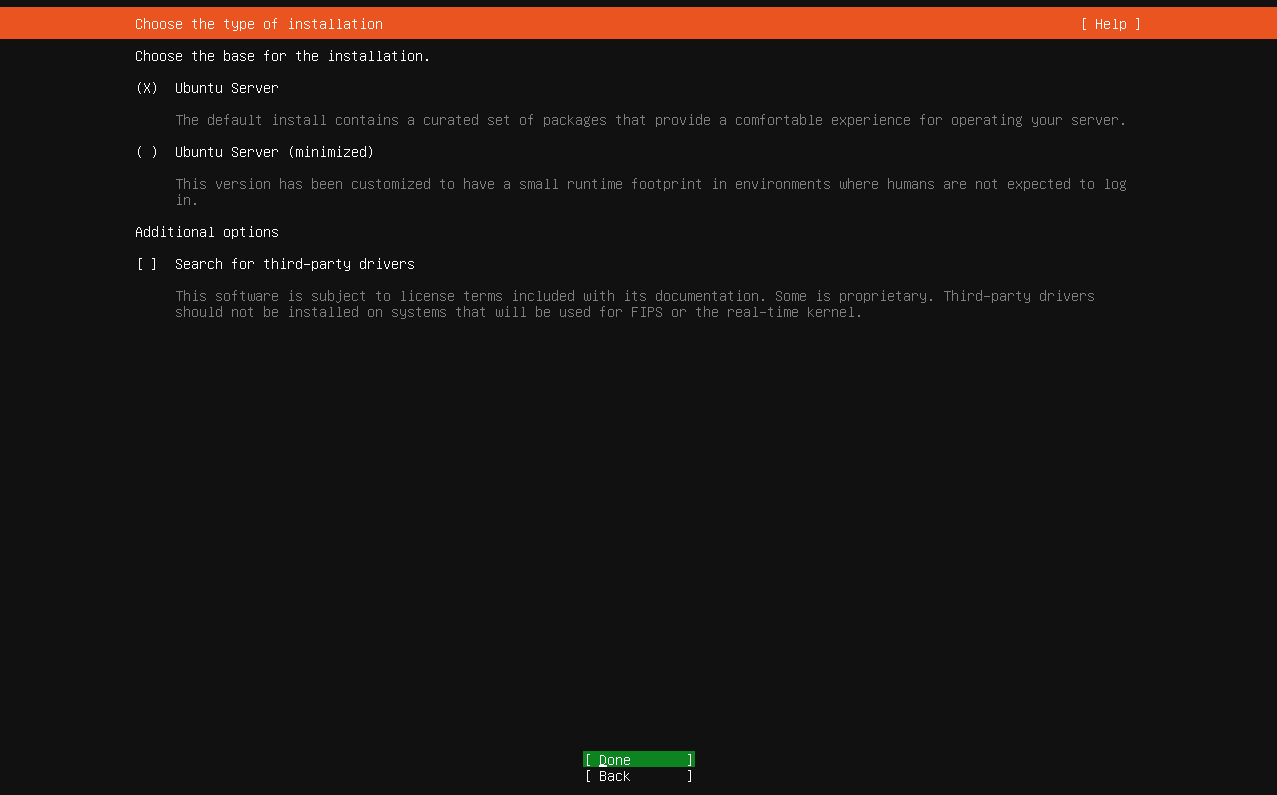 Choose the type of installation [ Help ]
Choose the base for the installation.
(X) Ubuntu Server
The default install contains a curated set of packages that provide a comfortable experience for operating your server.
( ) Ubuntu Server (minimized)
This version has been customized to have a small runtime footprint in environments where humans are not expected to log
in.
Additional options
[ ] Search for third-party drivers
This software is subject to license terms included with its documentation. Some is proprietary. Third-party drivers
should not be installed on systems that will be used for FIPS or the real-time kernel.
[ Done ]
[ Back ]